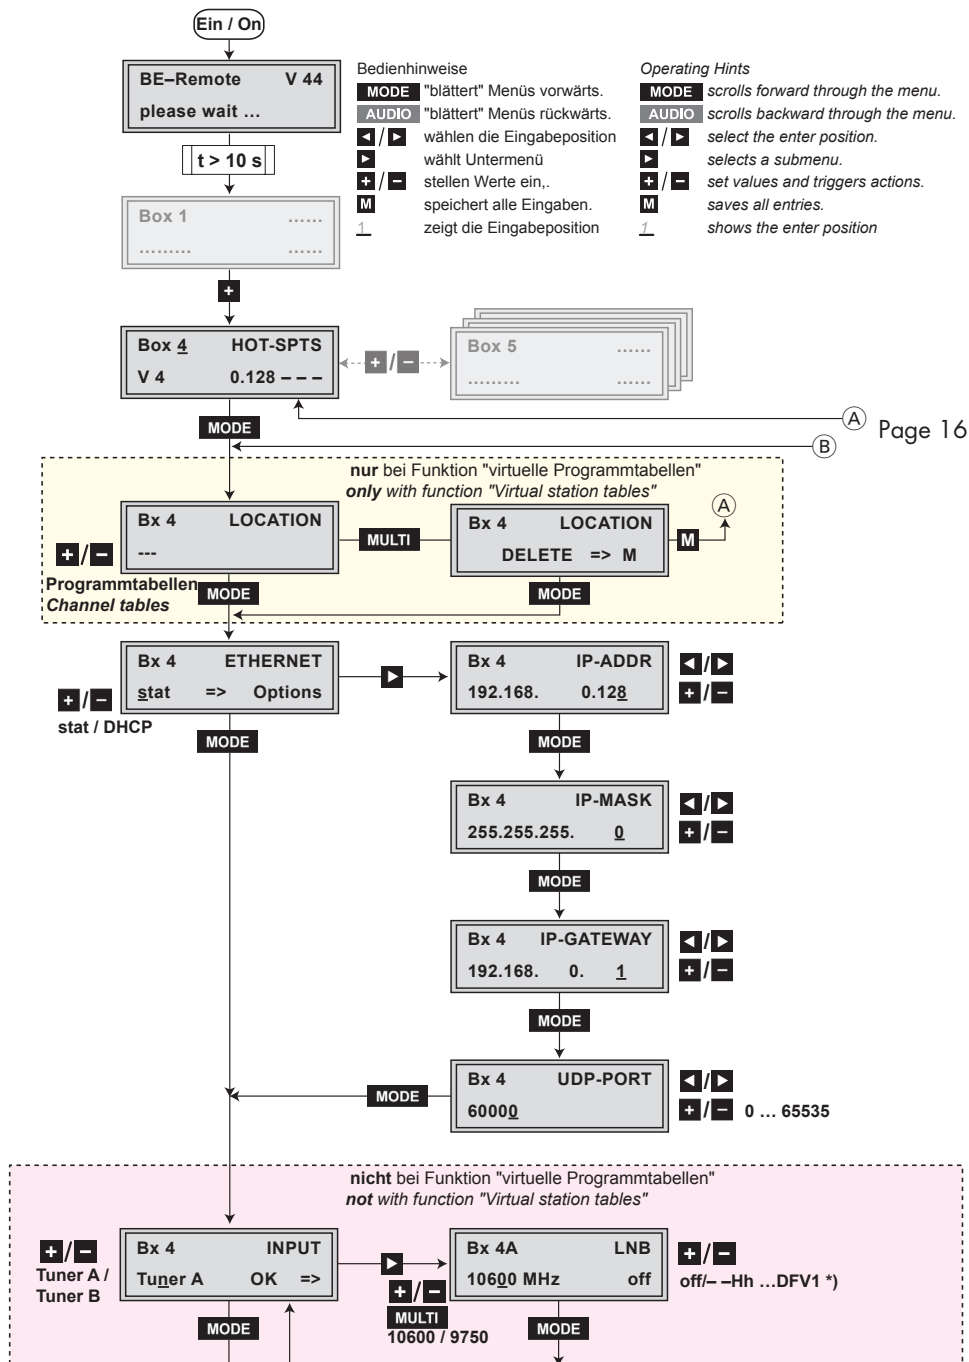 Ein / On
BE–Remote V 44
please wait ...
t > 10 s
Box 1 ......
......... ......
+
Bedienhinweise
MODE "blättert" Menüs vorwärts.
AUDIO "blättert" Menüs rückwärts.
◄ / ► wählen die Eingabeposition
► wählt Untermenü
+ / − stellen Werte ein,.
M speichert alle Eingaben.
1 zeigt die Eingabeposition
Operating Hints
MODE scrolls forward through the menu.
AUDIO scrolls backward through the menu.
◄ / ► select the enter position.
► selects a submenu.
+ / − set values and triggers actions.
M saves all entries.
1 shows the enter position
Box 4 HOT-SPTS
V 4 0.128 – – –
+ / −
Box 5 ......
......... ......
MODE
A
Page 16
B
nur bei Funktion "virtuelle Programmtabellen"
only with function "Virtual station tables"
Bx 4 LOCATION
---
+ / −
Programmtabellen
Channel tables
MULTI
Bx 4 LOCATION
DELETE => M
M
A
MODE
MODE
Bx 4 ETHERNET
stat => Options
+ / −
stat / DHCP
►
Bx 4 IP-ADDR
192.168. 0.128
◄ / ►
+ / −
MODE
MODE
Bx 4 IP-MASK
255.255.255. 0
◄ / ►
+ / −
MODE
Bx 4 IP-GATEWAY
192.168. 0. 1
◄ / ►
+ / −
MODE
Bx 4 UDP-PORT
60000
◄ / ►
+ / − 0 ... 65535
MODE
nicht bei Funktion "virtuelle Programmtabellen"
not with function "Virtual station tables"
+ / −
Tuner A /
Tuner B
Bx 4 INPUT
Tuner A OK =>
►
+ / −
MULTI
10600 / 9750
Bx 4A LNB
10600 MHz off
+ / −
off/– –Hh ...DFV1 *)
MODE
MODE